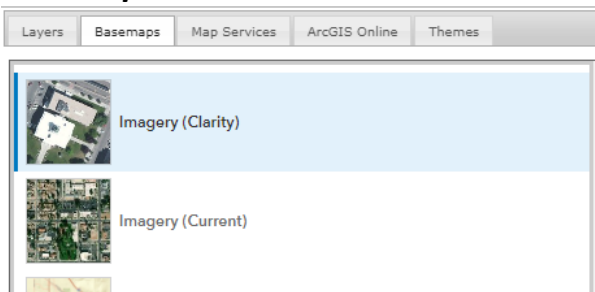 Layers Basemaps Map Services ArcGIS Online Themes
Imagery (Clarity)
Imagery (Current)